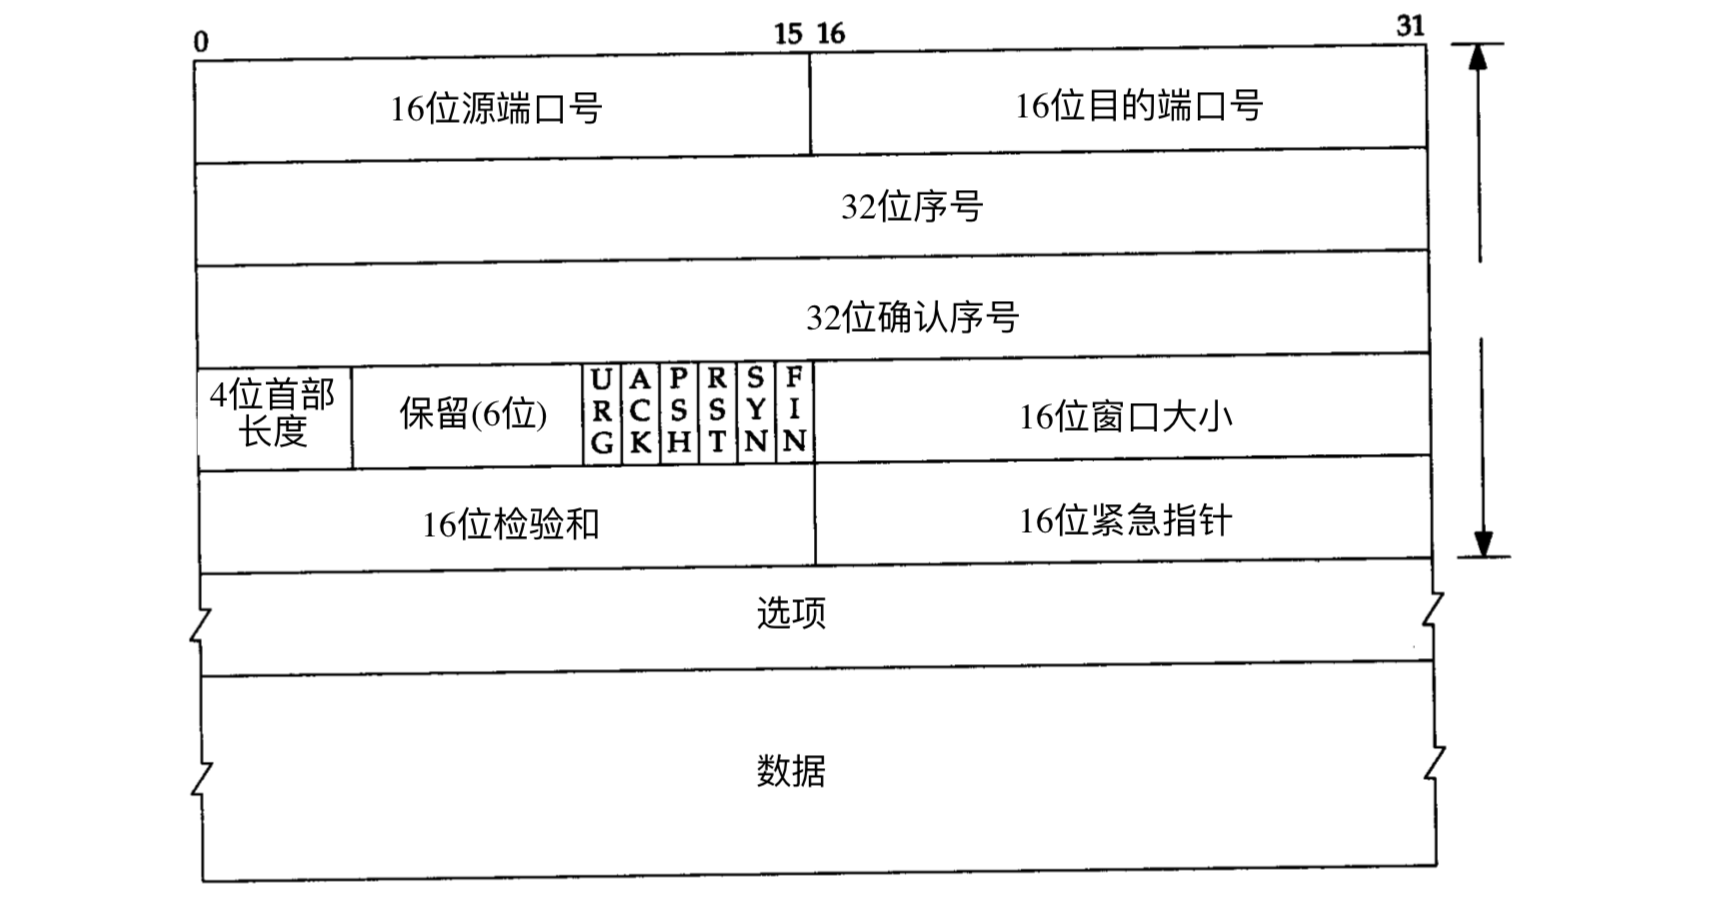 0 15 16 31
16位源端口号 16位目的端口号
32位序号
32位确认序号
4位首部
长度
保留(6位)
URG
ACK
PSH
RST
SYN
FIN
16位窗口大小
16位检验和 16位紧急指针
选项
数据